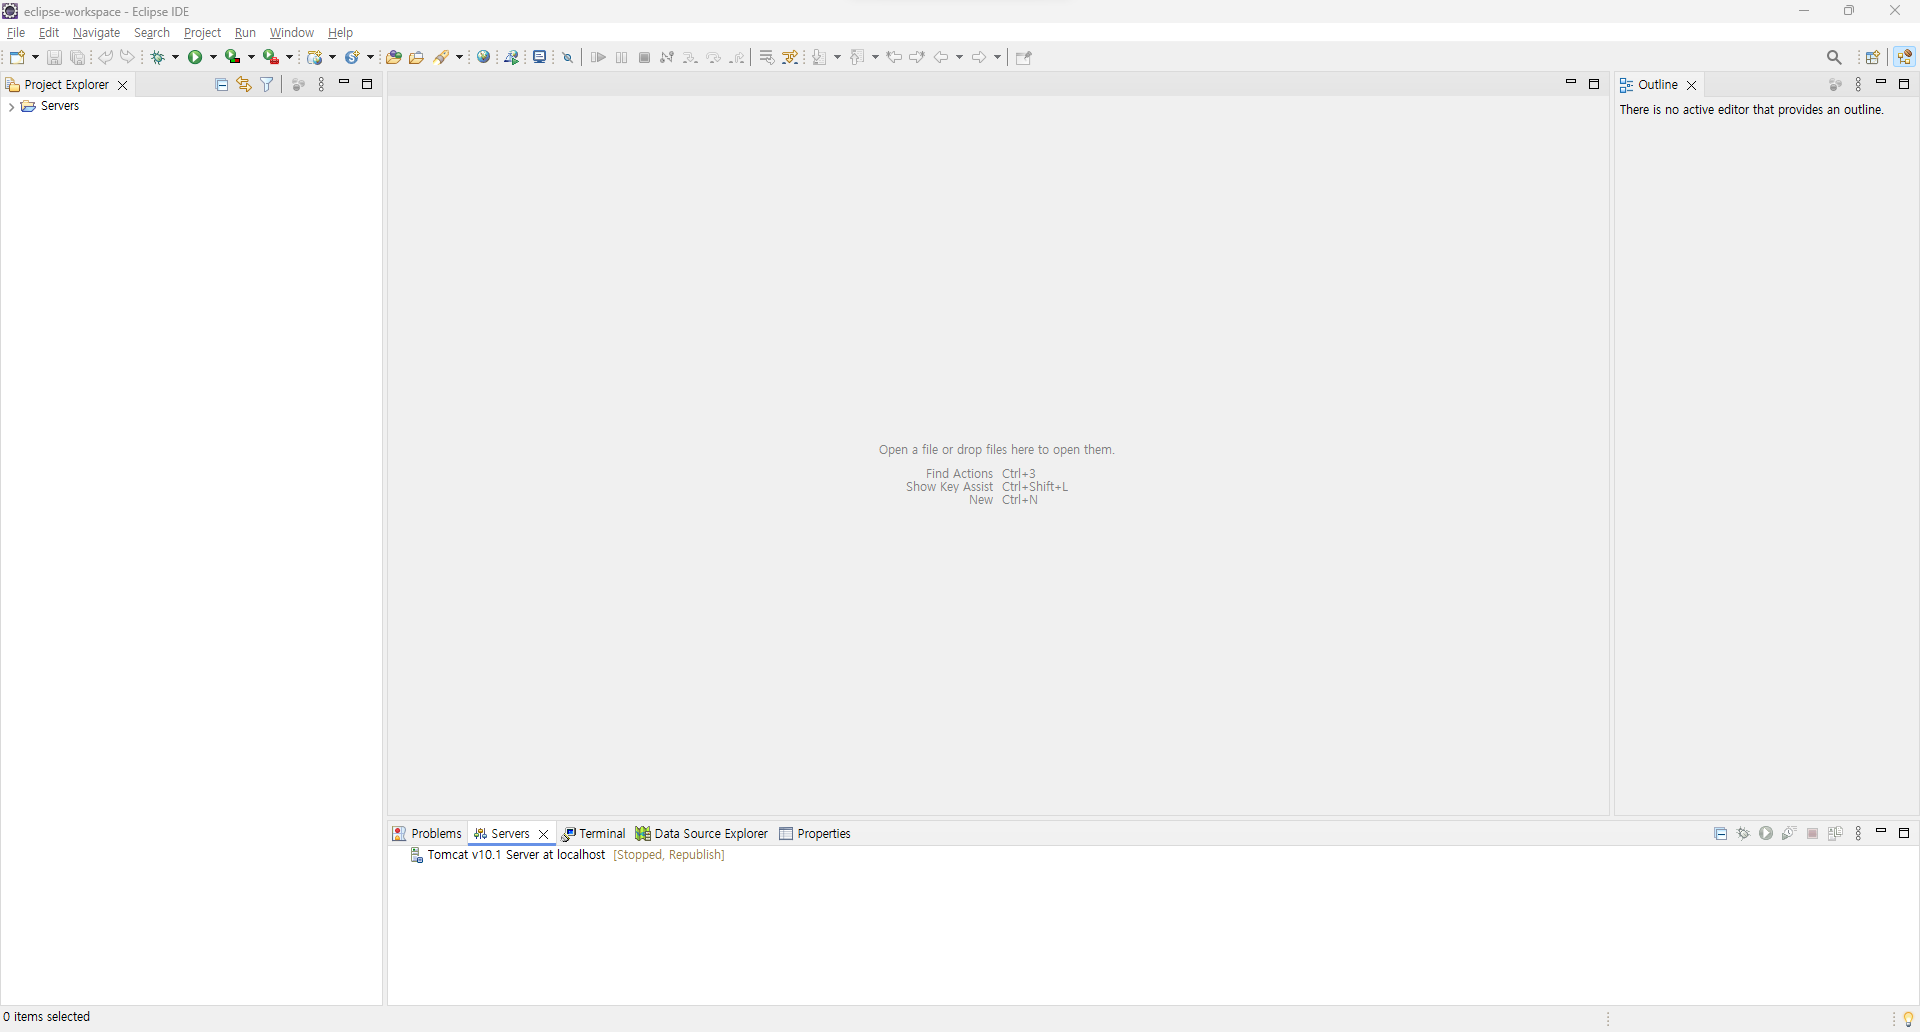 eclipse-workspace - Eclipse IDE
File Edit Navigate Search Project Run Window Help
Project Explorer
Servers
Outline
There is no active editor that provides an outline.
Open a file or drop files here to open them.
Find Actions Ctrl+3
Show Key Assist Ctrl+Shift+L
New Ctrl+N
Problems Servers Terminal Data Source Explorer Properties
Tomcat v10.1 Server at localhost [Stopped, Republish]
0 items selected